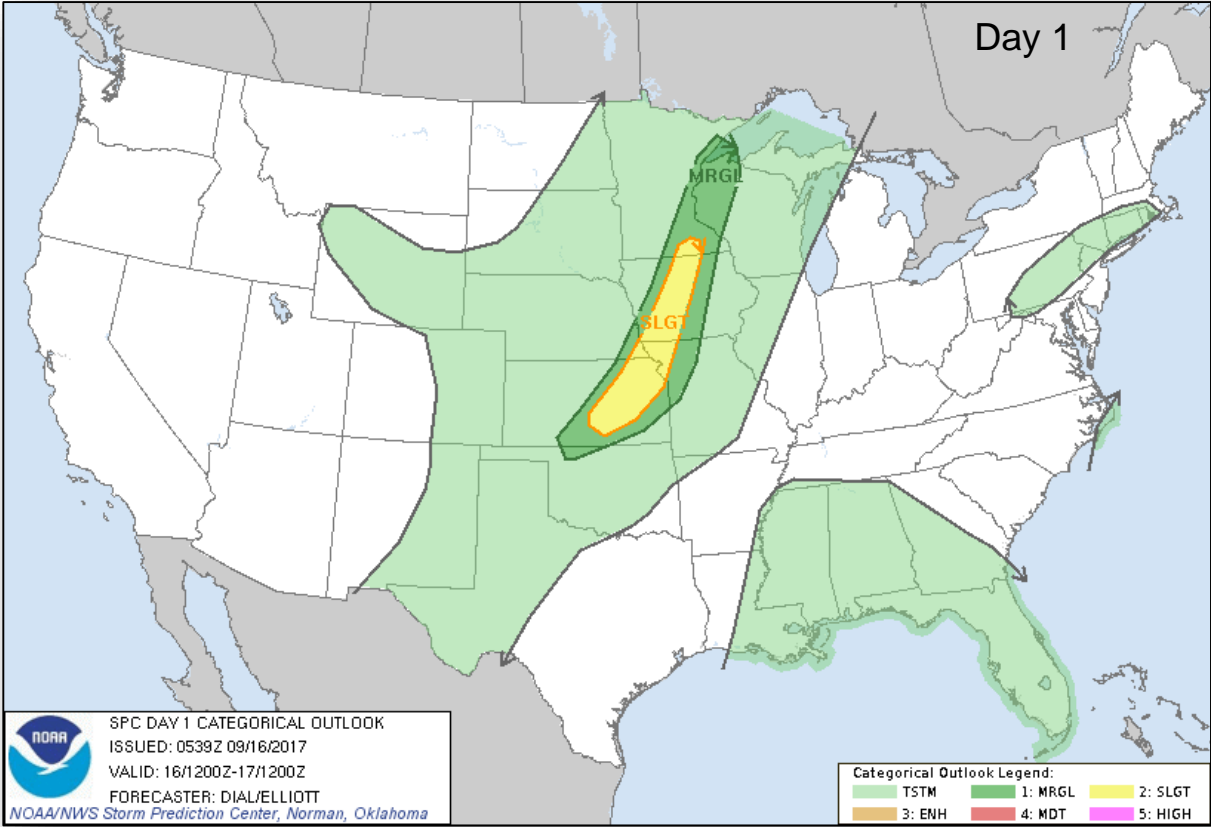 Day 1
MRGL
SLGT
NOAA
SPC DAY 1 CATEGORICAL OUTLOOK
ISSUED: 0539Z 09/16/2017
VALID: 16/1200Z-17/1200Z
FORECASTER: DIAL/ELLIOTT
NOAA/NWS Storm Prediction Center, Norman, Oklahoma
Categorical Outlook Legend:
TSTM 1: MRGL 2: SLGT
3: ENH 4: MDT 5: HIGH